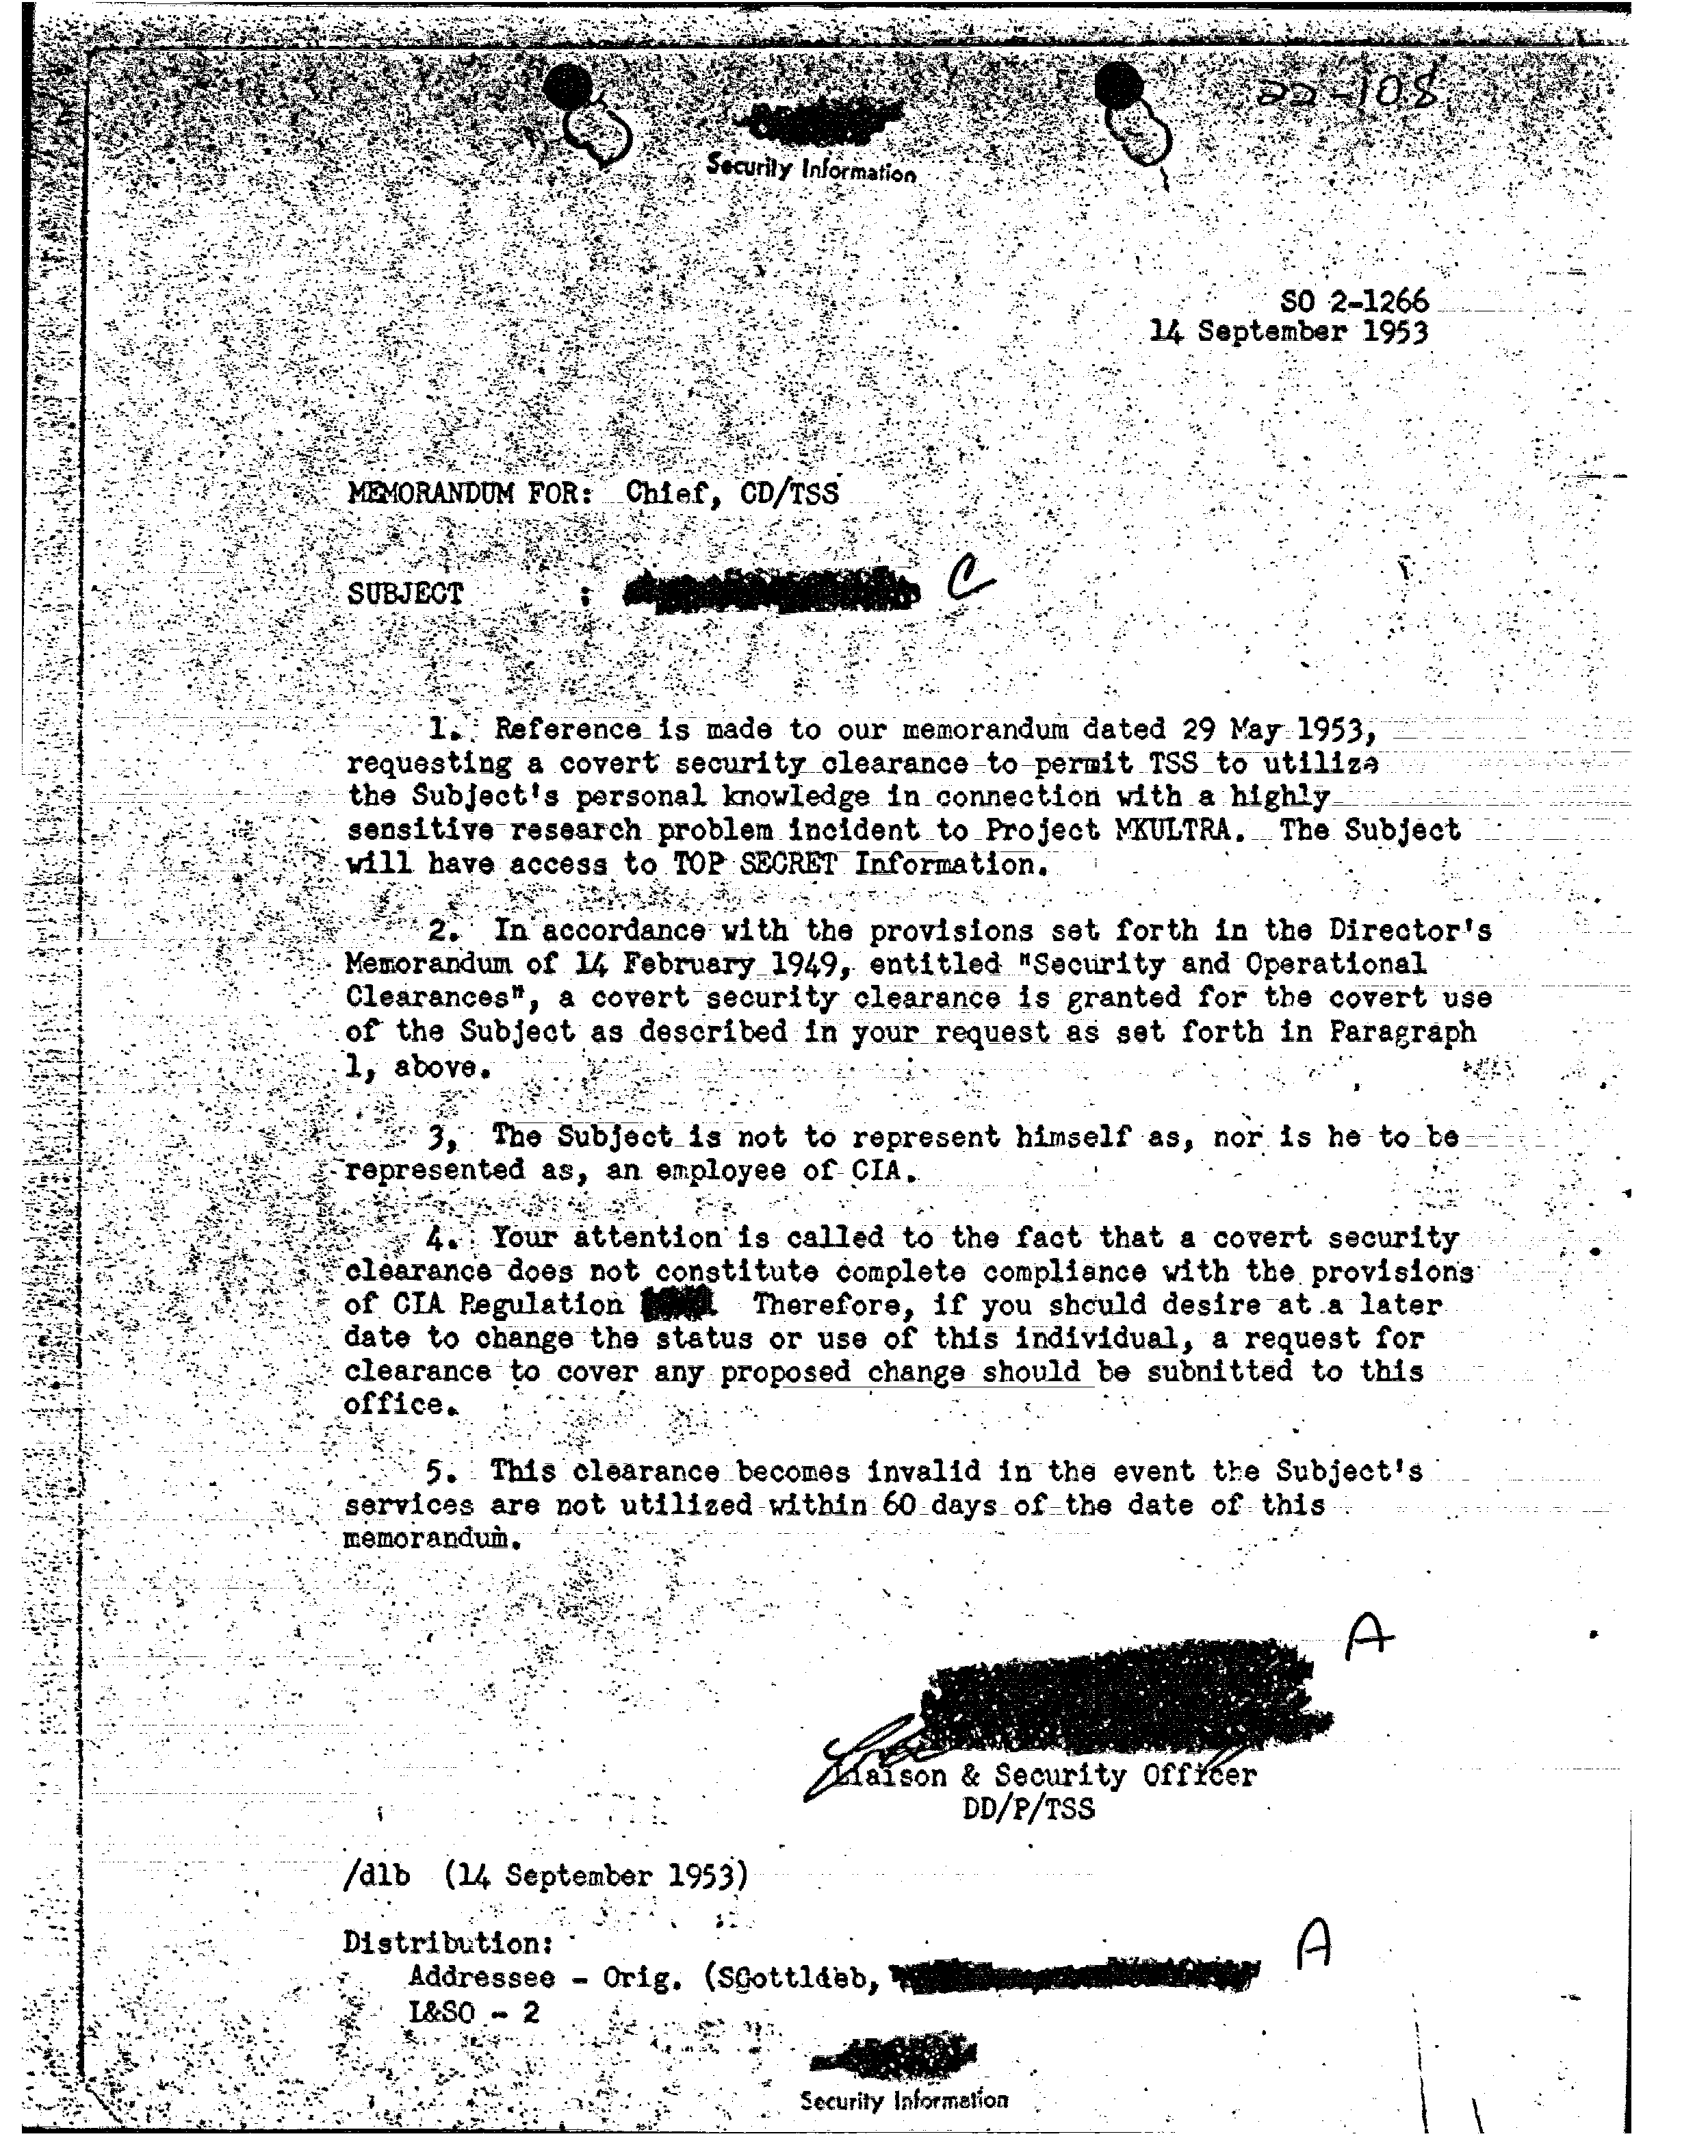 22-108
Security Information
SO 2-1266
14 September 1953
MEMORANDUM FOR: Chief, CD/TSS
SUBJECT : C
1. Reference is made to our memorandum dated 29 May 1953,
requesting a covert security clearance to permit TSS to utilize
the Subject's personal knowledge in connection with a highly
sensitive research problem incident to Project MKULTRA. The Subject
will have access to TOP SECRET Information.
2. In accordance with the provisions set forth in the Director's
Memorandum of 14 February 1949, entitled "Security and Operational
Clearances", a covert security clearance is granted for the covert use
of the Subject as described in your request as set forth in Paragraph
1, above.
3, The Subject is not to represent himself as, nor is he to be
represented as, an employee of CIA.
4. Your attention is called to the fact that a covert security
clearance does not constitute complete compliance with the provisions
of CIA Regulation Therefore, if you should desire at a later
date to change the status or use of this individual, a request for
clearance to cover any proposed change should be submitted to this
office.
5. This clearance becomes invalid in the event the Subject's
services are not utilized within 60 days of the date of this
memorandum.
A
Liaison & Security Officer
DD/P/TSS
/dlb (14 September 1953)
Distribution:
Addressee - Orig. (SGottlieb, A
L&SO - 2
Security Information